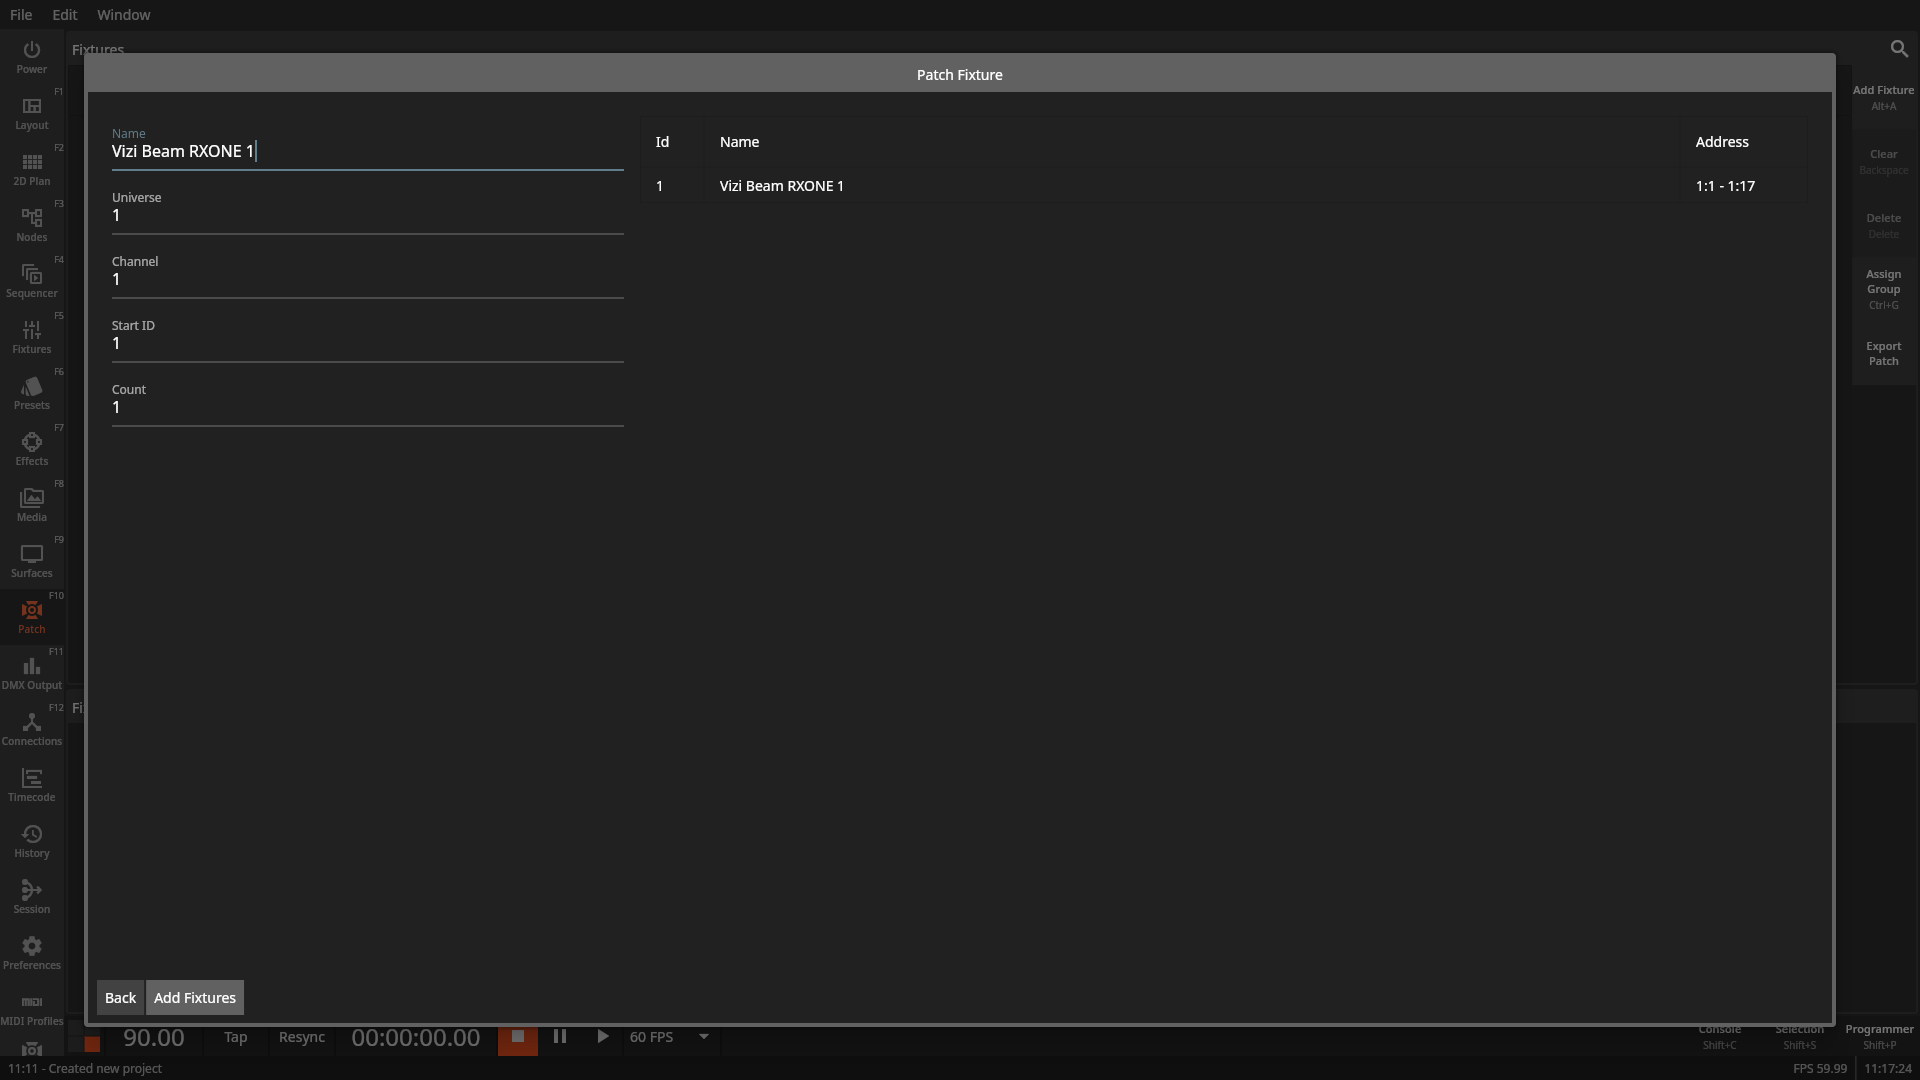 File Edit Window
Fixtures
Power
F1
Layout
F2
2D Plan
F3
Nodes
F4
Sequencer
F5
Fixtures
F6
Presets
F7
Effects
F8
Media
F9
Surfaces
F10
Patch
F11
DMX Output
F12
Connections
Timecode
History
Session
Preferences
MIDI
MIDI Profiles
Patch Fixture
Name
Vizi Beam RXONE 1
Universe
1
Channel
1
Start ID
1
Count
1
Id Name Address
1 Vizi Beam RXONE 1 1:1 - 1:17
Back Add Fixtures
Add Fixture
Alt+A
Clear
Backspace
Delete
Delete
Assign
Group
Ctrl+G
Export
Patch
90.00 Tap Resync 00:00:00.00 60 FPS
Console
Shift+C
Selection
Shift+S
Programmer
Shift+P
11:11 - Created new project
FPS 59.99 11:17:24